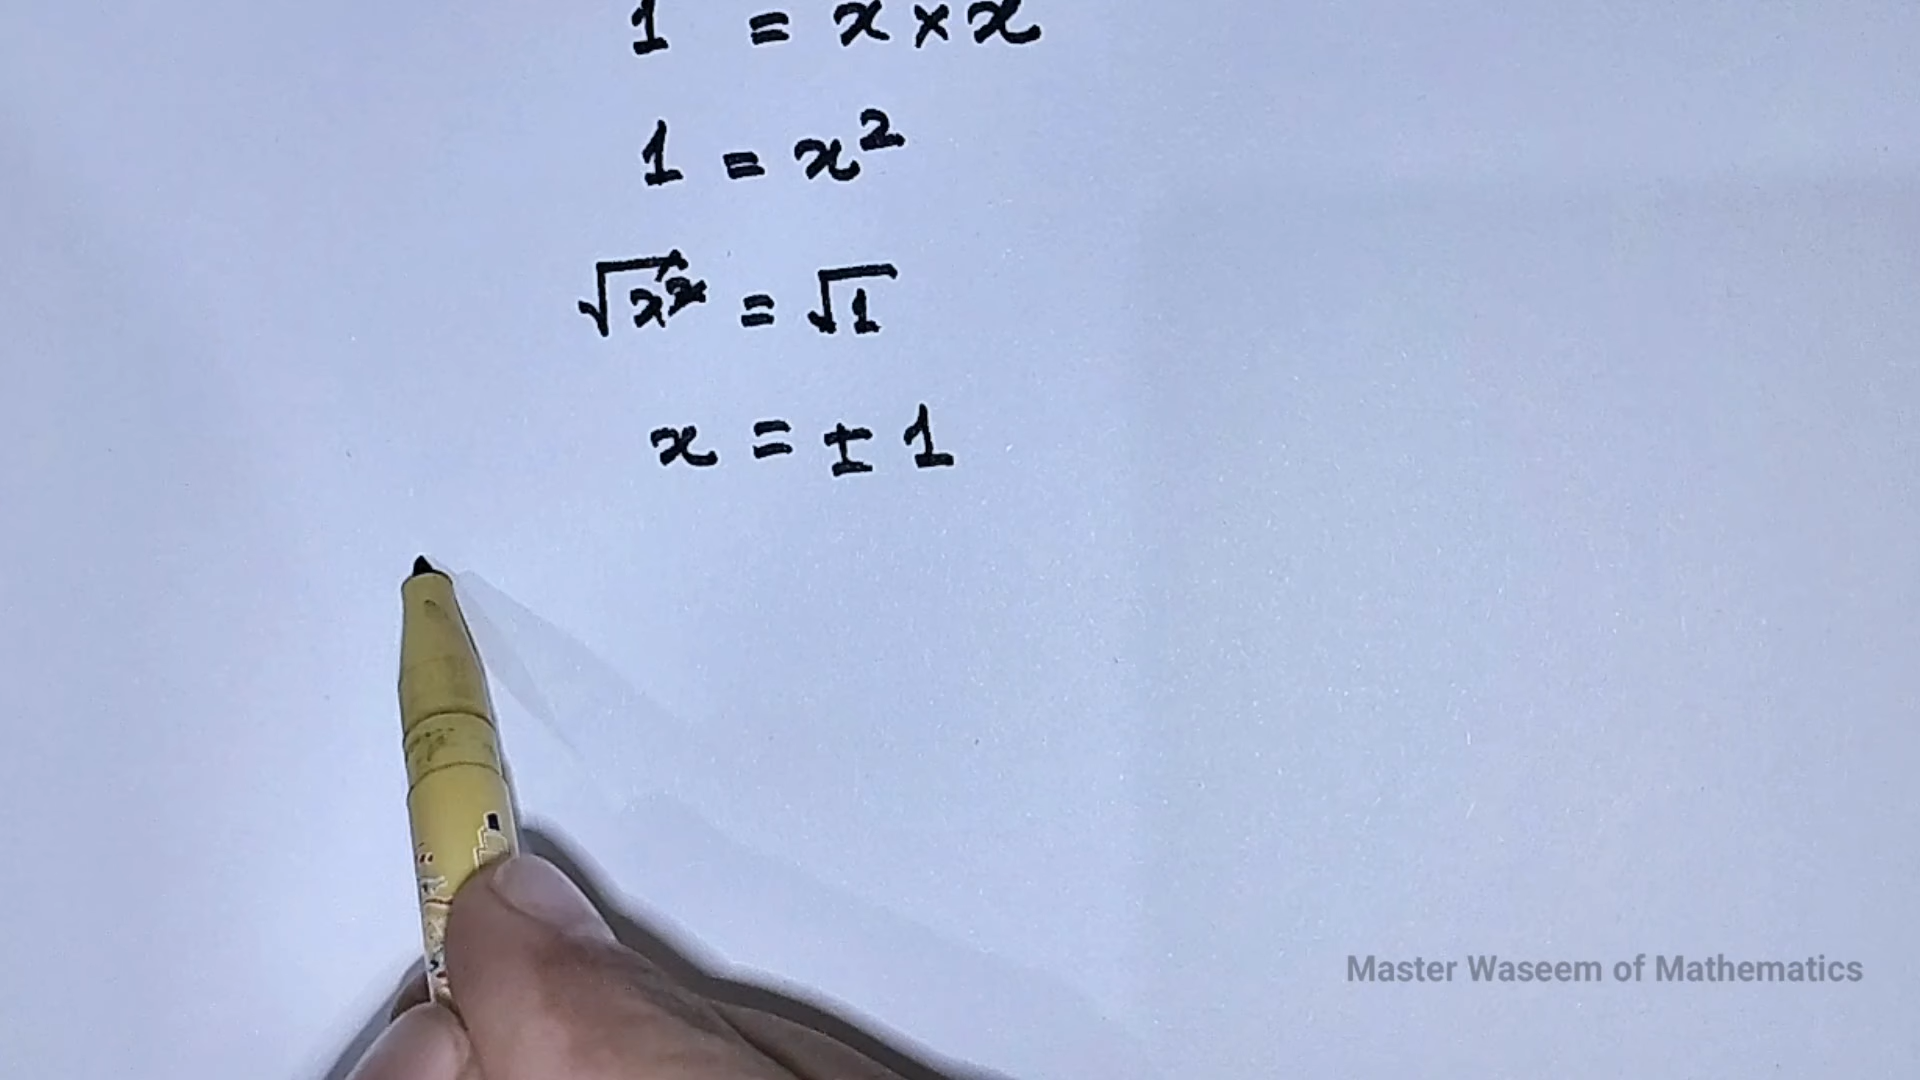 1 = x × x
1 = x²
√x² = √1
x = ± 1
Master Waseem of Mathematics